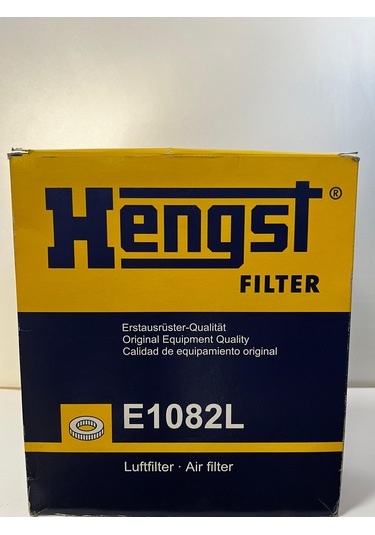 Hengst®
FILTER
Erstausrüster-Qualität
Original Equipment Quality
Calidad de equipamiento original
E1082L
Luftfilter · Air filter